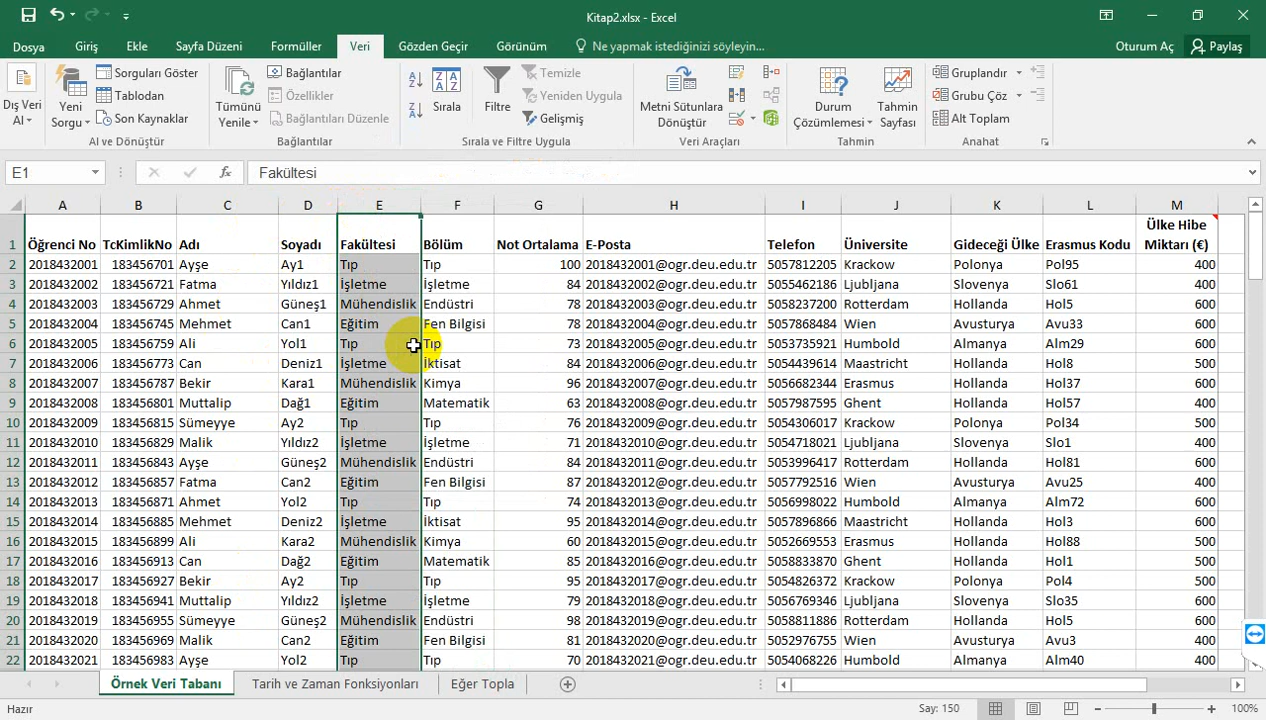 Kitap2.xlsx - Excel
Dosya Giriş Ekle Sayfa Düzeni Formüller Veri Gözden Geçir Görünüm Ne yapmak istediğinizi söyleyin... Oturum Aç Paylaş
Dış Veri Al
Yeni Sorgu
Sorguları Göster
Tablodan
Son Kaynaklar
Tümünü Yenile
Bağlantılar
Özellikler
Bağlantıları Düzenle
Sırala
Filtre
Temizle
Yeniden Uygula
Gelişmiş
Metni Sütunlara Dönüştür
Durum Çözümlemesi
Tahmin Sayfası
Gruplandır
Grubu Çöz
Alt Toplam
Al ve Dönüştür Bağlantılar Sırala ve Filtre Uygula Veri Araçları Tahmin Anahat
E1 fx Fakültesi
A B C D E F G H I J K L M
1 Öğrenci No TcKimlikNo Adı Soyadı Fakültesi Bölüm Not Ortalama E-Posta Telefon Üniversite Gideceği Ülke Erasmus Kodu Ülke Hibe Miktarı (€)
2 2018432001 183456701 Ayşe Ay1 Tıp Tıp 100 2018432001@ogr.deu.edu.tr 5057812205 Krackow Polonya Pol95 400
3 2018432002 183456721 Fatma Yıldız1 İşletme İşletme 84 2018432002@ogr.deu.edu.tr 5055462186 Ljubljana Slovenya Slo61 400
4 2018432003 183456729 Ahmet Güneş1 Mühendislik Endüstri 78 2018432003@ogr.deu.edu.tr 5058237200 Rotterdam Hollanda Hol5 600
5 2018432004 183456745 Mehmet Can1 Eğitim Fen Bilgisi 78 2018432004@ogr.deu.edu.tr 5057868484 Wien Avusturya Avu33 600
6 2018432005 183456759 Ali Yol1 Tıp Tıp 73 2018432005@ogr.deu.edu.tr 5053735921 Humbold Almanya Alm29 600
7 2018432006 183456773 Can Deniz1 İşletme İktisat 84 2018432006@ogr.deu.edu.tr 5054439614 Maastricht Hollanda Hol8 500
8 2018432007 183456787 Bekir Kara1 Mühendislik Kimya 96 2018432007@ogr.deu.edu.tr 5056682344 Erasmus Hollanda Hol37 600
9 2018432008 183456801 Muttalip Dağ1 Eğitim Matematik 63 2018432008@ogr.deu.edu.tr 5057987595 Ghent Hollanda Hol57 400
10 2018432009 183456815 Sümeyye Ay2 Tıp Tıp 76 2018432009@ogr.deu.edu.tr 5054306017 Krackow Polonya Pol34 500
11 2018432010 183456829 Malik Yıldız2 İşletme İşletme 71 2018432010@ogr.deu.edu.tr 5054718021 Ljubljana Slovenya Slo1 400
12 2018432011 183456843 Ayşe Güneş2 Mühendislik Endüstri 84 2018432011@ogr.deu.edu.tr 5053996417 Rotterdam Hollanda Hol81 600
13 2018432012 183456857 Fatma Can2 Eğitim Fen Bilgisi 87 2018432012@ogr.deu.edu.tr 5057792516 Wien Avusturya Avu25 400
14 2018432013 183456871 Ahmet Yol2 Tıp Tıp 74 2018432013@ogr.deu.edu.tr 5056998022 Humbold Almanya Alm72 600
15 2018432014 183456885 Mehmet Deniz2 İşletme İktisat 95 2018432014@ogr.deu.edu.tr 5057896866 Maastricht Hollanda Hol3 600
16 2018432015 183456899 Ali Kara2 Mühendislik Kimya 60 2018432015@ogr.deu.edu.tr 5052669553 Erasmus Hollanda Hol88 400
17 2018432016 183456913 Can Dağ2 Eğitim Matematik 85 2018432016@ogr.deu.edu.tr 5058833870 Ghent Hollanda Hol1 500
18 2018432017 183456927 Bekir Ay2 Tıp Tıp 95 2018432017@ogr.deu.edu.tr 5054826372 Krackow Polonya Pol4 500
19 2018432018 183456941 Muttalip Yıldız2 İşletme İşletme 79 2018432018@ogr.deu.edu.tr 5056769346 Ljubljana Slovenya Slo35 600
20 2018432019 183456955 Sümeyye Güneş2 Mühendislik Endüstri 98 2018432019@ogr.deu.edu.tr 5058811686 Rotterdam Hollanda Hol5 600
21 2018432020 183456969 Malik Can2 Eğitim Fen Bilgisi 81 2018432020@ogr.deu.edu.tr 5052976255 Wien Avusturya Avu3 400
22 2018432021 183456983 Ayşe Yol2 Tıp Tıp 70 2018432021@ogr.deu.edu.tr 5054068226 Humbold Almanya Alm40 600
Örnek Veri Tabanı Tarih ve Zaman Fonksiyonları Eğer Topla
Hazır Say: 150 100%